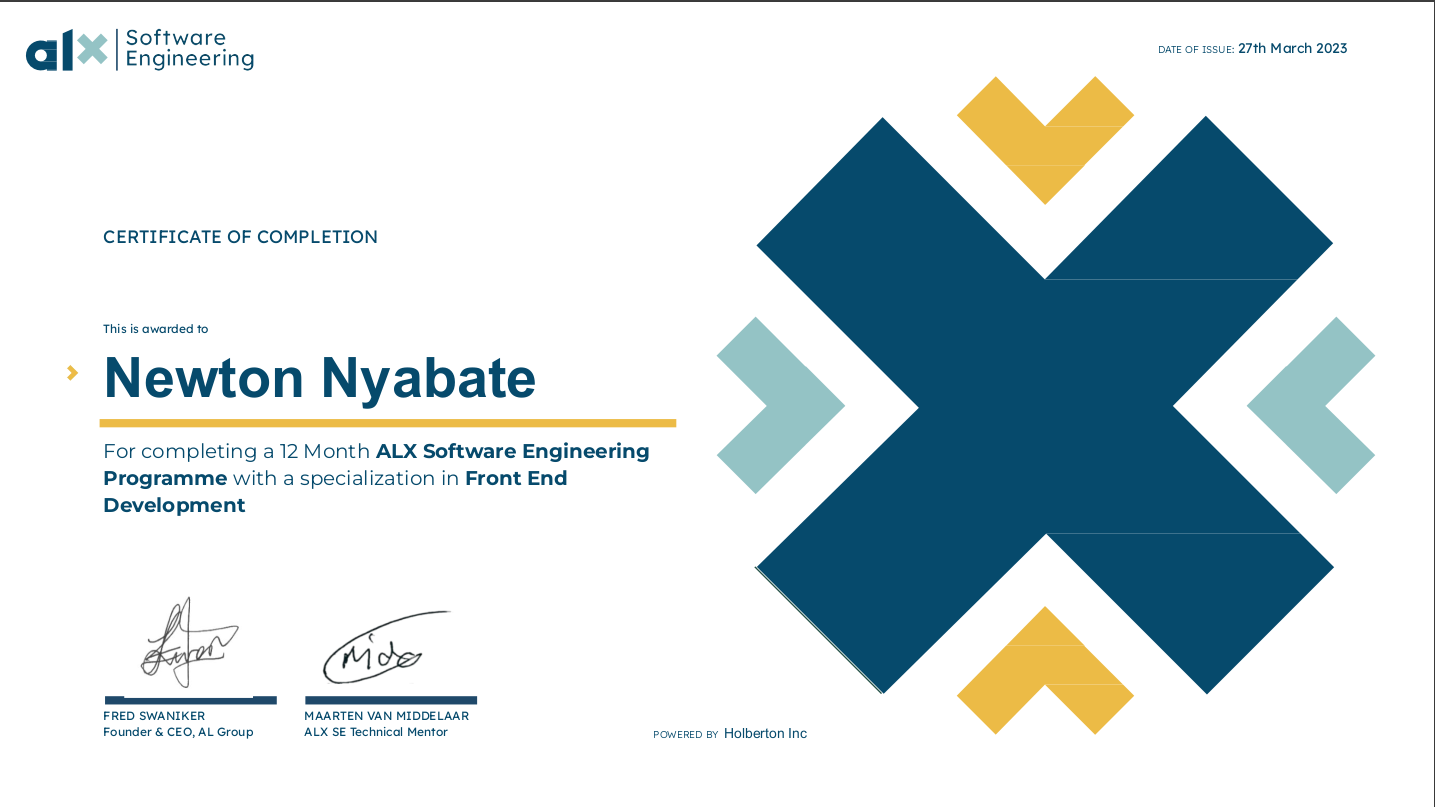 alx Software
Engineering
DATE OF ISSUE: 27th March 2023
CERTIFICATE OF COMPLETION
This is awarded to
Newton Nyabate
For completing a 12 Month ALX Software Engineering
Programme with a specialization in Front End
Development
FRED SWANIKER
Founder & CEO, AL Group
MAARTEN VAN MIDDELAAR
ALX SE Technical Mentor
POWERED BY Holberton Inc